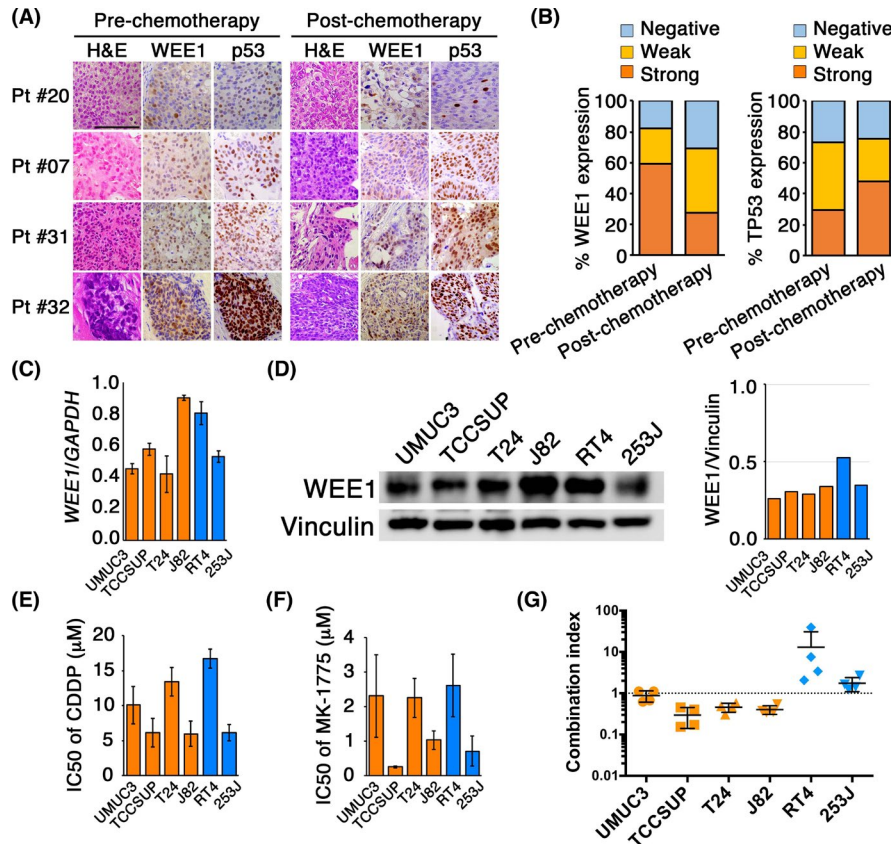 (A)
Pre-chemotherapy Post-chemotherapy
H&E WEE1 p53 H&E WEE1 p53
Pt #20
Pt #07
Pt #31
Pt #32
(B)
Negative Negative
Weak Weak
Strong Strong
% WEE1 expression
100
80
60
40
20
0
Pre-chemotherapy
Post-chemotherapy
% TP53 expression
100
80
60
40
20
0
Pre-chemotherapy
Post-chemotherapy
(C)
WEE1/GAPDH
1.0
0.8
0.6
0.4
0.2
0.0
UMUC3
TCCSUP
T24
J82
RT4
253J
(D)
UMUC3
TCCSUP
T24
J82
RT4
253J
WEE1
Vinculin
WEE1/Vinculin
1.0
0.5
0.0
UMUC3
TCCSUP
T24
J82
RT4
253J
(E)
IC50 of CDDP (μM)
20
15
10
5
0
UMUC3
TCCSUP
T24
J82
RT4
253J
(F)
IC50 of MK-1775 (μM)
4
3
2
1
0
UMUC3
TCCSUP
T24
J82
RT4
253J
(G)
Combination index
100
10
1
0.1
0.01
UMUC3
TCCSUP
T24
J82
RT4
253J